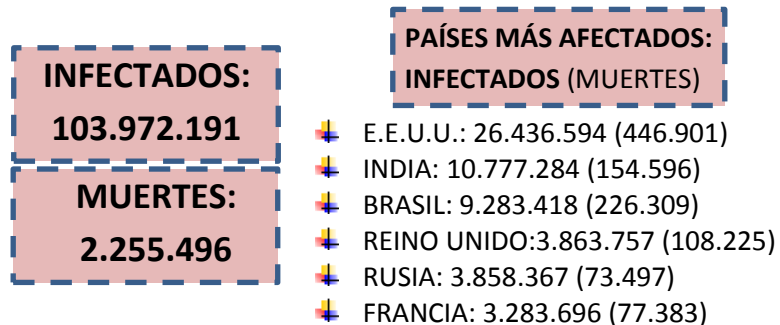 INFECTADOS:
103.972.191
MUERTES:
2.255.496
PAÍSES MÁS AFECTADOS:
INFECTADOS (MUERTES)
E.E.U.U.: 26.436.594 (446.901)
INDIA: 10.777.284 (154.596)
BRASIL: 9.283.418 (226.309)
REINO UNIDO:3.863.757 (108.225)
RUSIA: 3.858.367 (73.497)
FRANCIA: 3.283.696 (77.383)